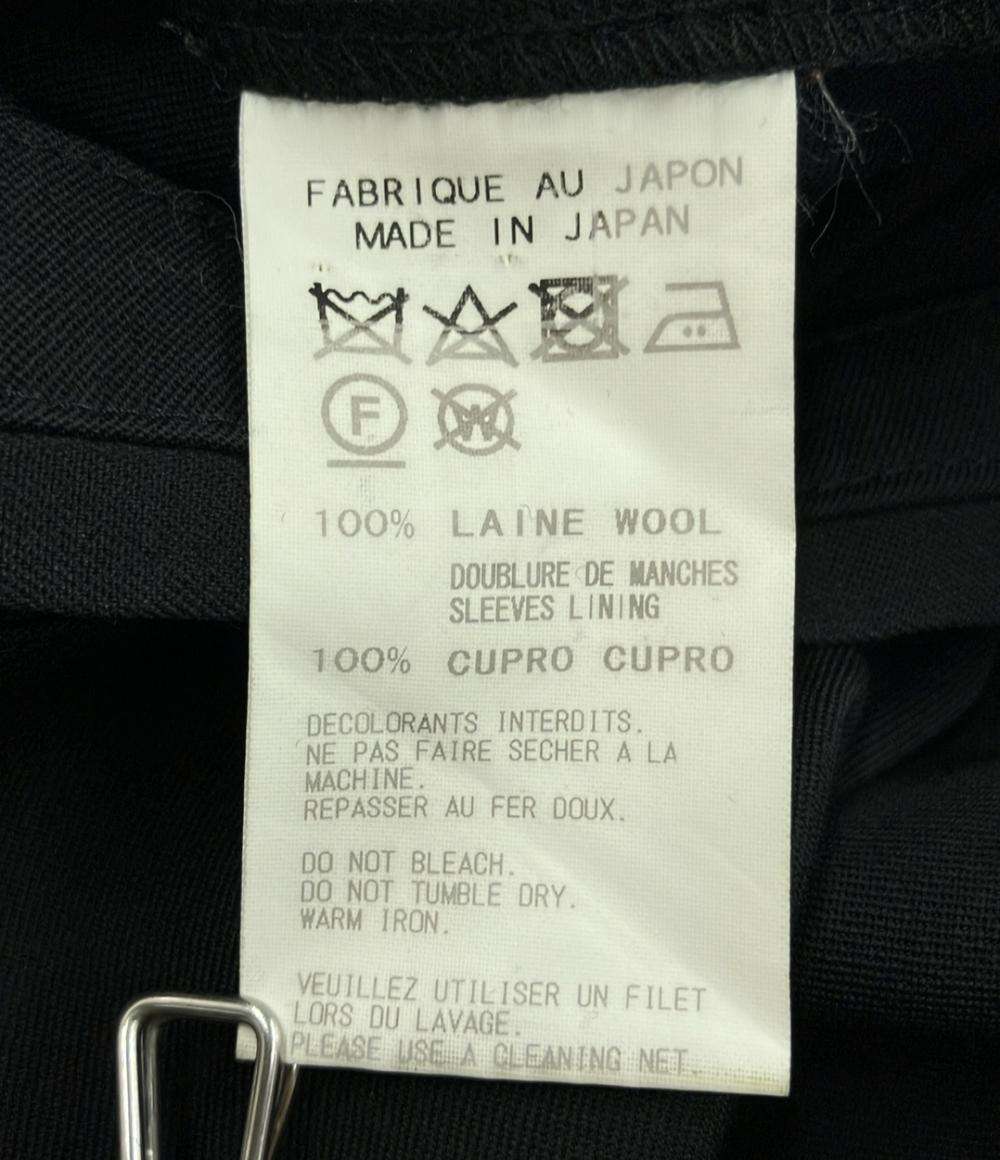 FABRIQUE AU JAPON
MADE IN JAPAN
F W
100% LAINE WOOL
DOUBLURE DE MANCHES
SLEEVES LINING
100% CUPRO CUPRO
DECOLORANTS INTERDITS.
NE PAS FAIRE SECHER A LA
MACHINE.
REPASSER AU FER DOUX.
DO NOT BLEACH.
DO NOT TUMBLE DRY.
WARM IRON.
VEUILLEZ UTILISER UN FILET
LORS DU LAVAGE.
PLEASE USE A CLEANING NET.